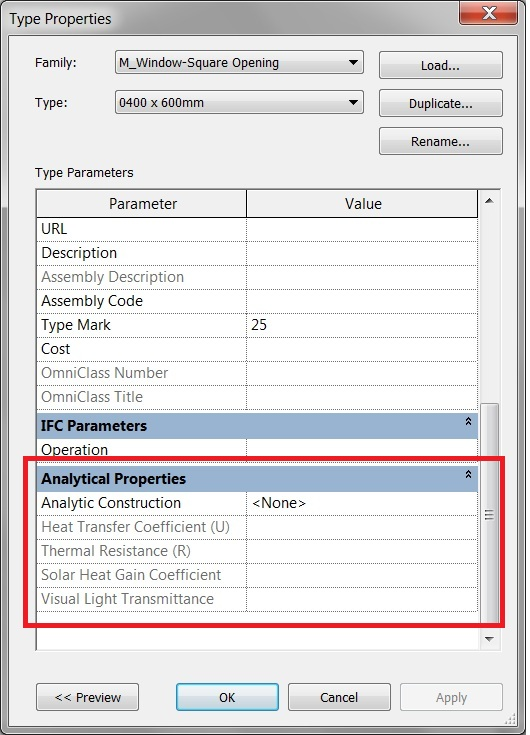 Type Properties
Family: M_Window-Square Opening Load...
Type: 0400 x 600mm Duplicate...
Rename...
Type Parameters
Parameter Value
URL
Description
Assembly Description
Assembly Code
Type Mark 25
Cost
OmniClass Number
OmniClass Title
IFC Parameters
Operation
Analytical Properties
Analytic Construction <None>
Heat Transfer Coefficient (U)
Thermal Resistance (R)
Solar Heat Gain Coefficient
Visual Light Transmittance
<< Preview OK Cancel Apply